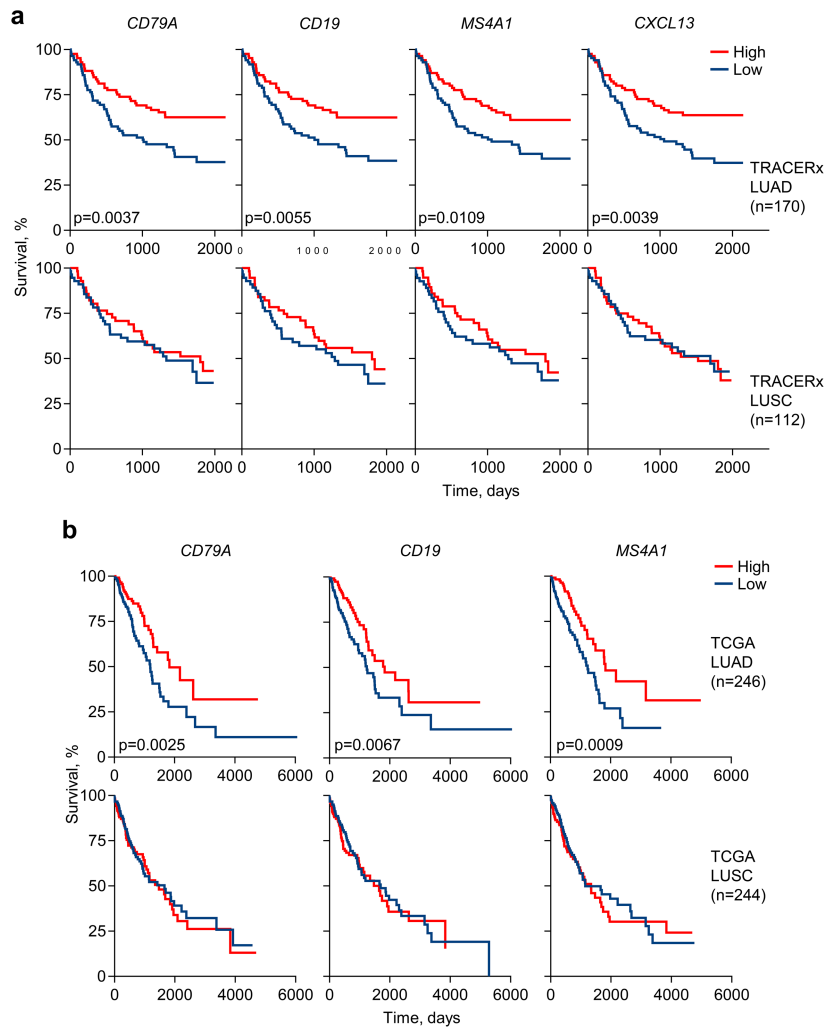 a
CD79A CD19 MS4A1 CXCL13
High
Low
100
75
50
25
0
p=0.0037 p=0.0055 p=0.0109 p=0.0039
0 1000 2000 0 1000 2000 0 1000 2000 0 1000 2000
TRACERx
LUAD
(n=170)
Survival, %
100
75
50
25
0
0 1000 2000 0 1000 2000 0 1000 2000 0 1000 2000
TRACERx
LUSC
(n=112)
Time, days
b
CD79A CD19 MS4A1
High
Low
100
75
50
25
0
p=0.0025 p=0.0067 p=0.0009
0 2000 4000 6000 0 2000 4000 6000 0 2000 4000 6000
TCGA
LUAD
(n=246)
Survival, %
100
75
50
25
0
0 2000 4000 6000 0 2000 4000 6000 0 2000 4000 6000
TCGA
LUSC
(n=244)
Time, days